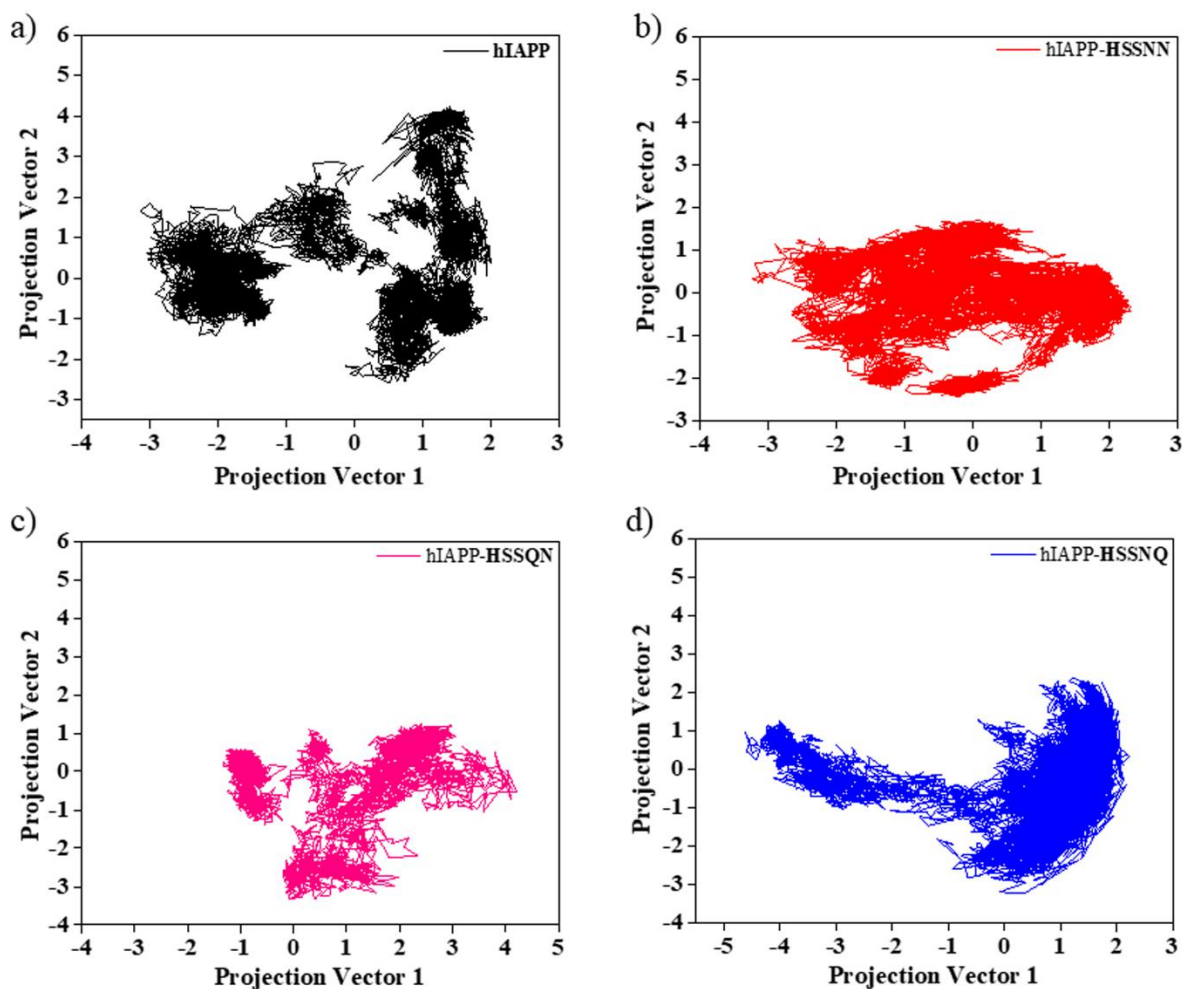 a)
hIAPP
6
5
4
3
2
1
0
-1
-2
-3
Projection Vector 2
-4 -3 -2 -1 0 1 2 3
Projection Vector 1
b)
hIAPP-HSSNN
6
5
4
3
2
1
0
-1
-2
-3
Projection Vector 2
-4 -3 -2 -1 0 1 2 3
Projection Vector 1
c)
hIAPP-HSSQN
6
5
4
3
2
1
0
-1
-2
-3
-4
Projection Vector 2
-4 -3 -2 -1 0 1 2 3 4 5
Projection Vector 1
d)
hIAPP-HSSNQ
6
5
4
3
2
1
0
-1
-2
-3
-4
Projection Vector 2
-5 -4 -3 -2 -1 0 1 2 3
Projection Vector 1